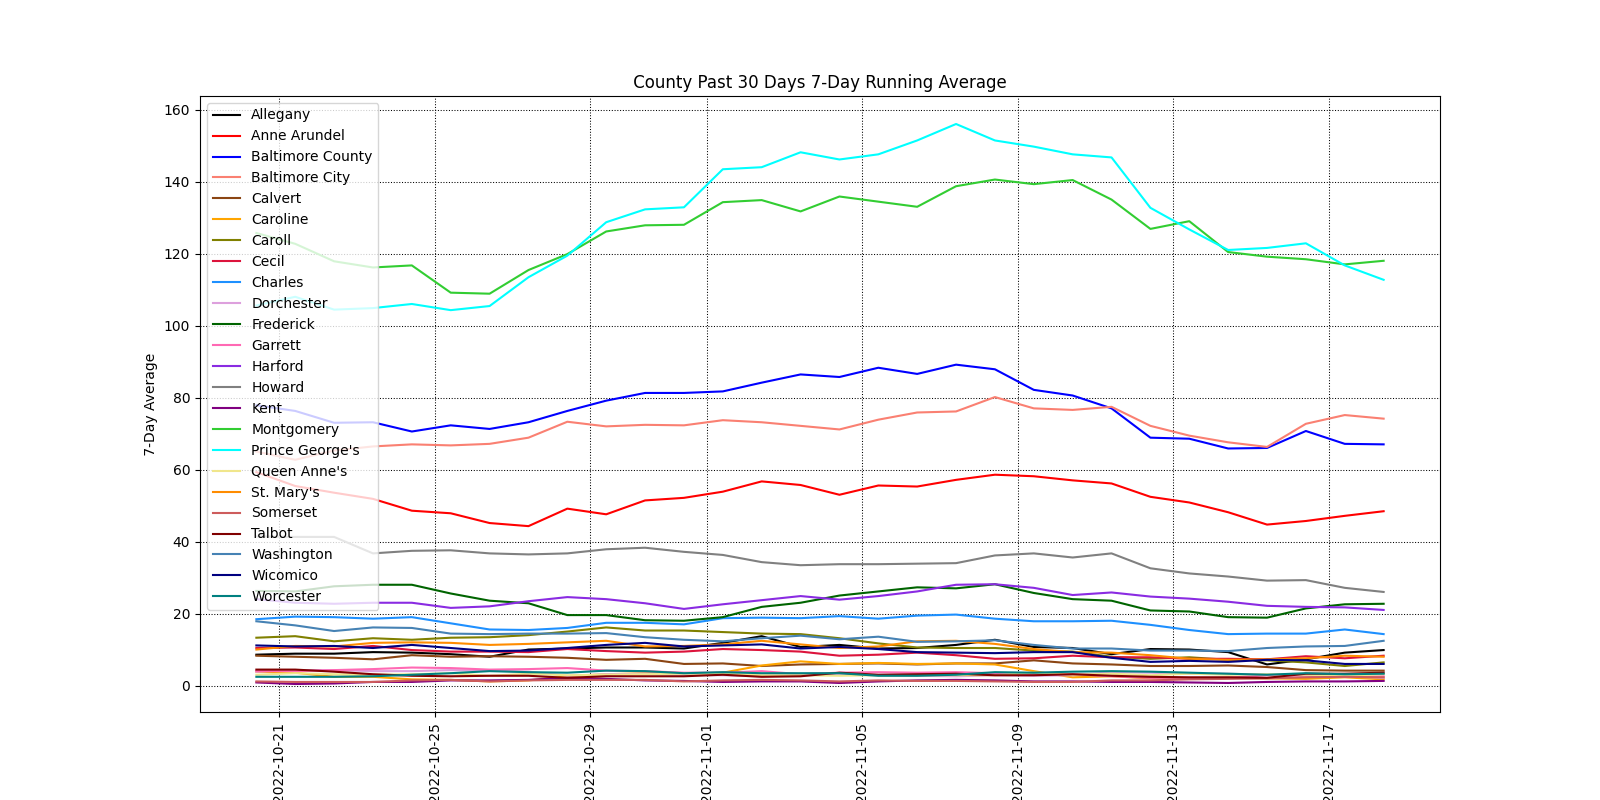 County Past 30 Days 7-Day Running Average
160
140
120
100
80
60
40
20
0
7-Day Average
Allegany
Anne Arundel
Baltimore County
Baltimore City
Calvert
Caroline
Caroll
Cecil
Charles
Dorchester
Frederick
Garrett
Harford
Howard
Kent
Montgomery
Prince George's
Queen Anne's
St. Mary's
Somerset
Talbot
Washington
Wicomico
Worcester
2022-10-21
2022-10-25
2022-10-29
2022-11-01
2022-11-05
2022-11-09
2022-11-13
2022-11-17